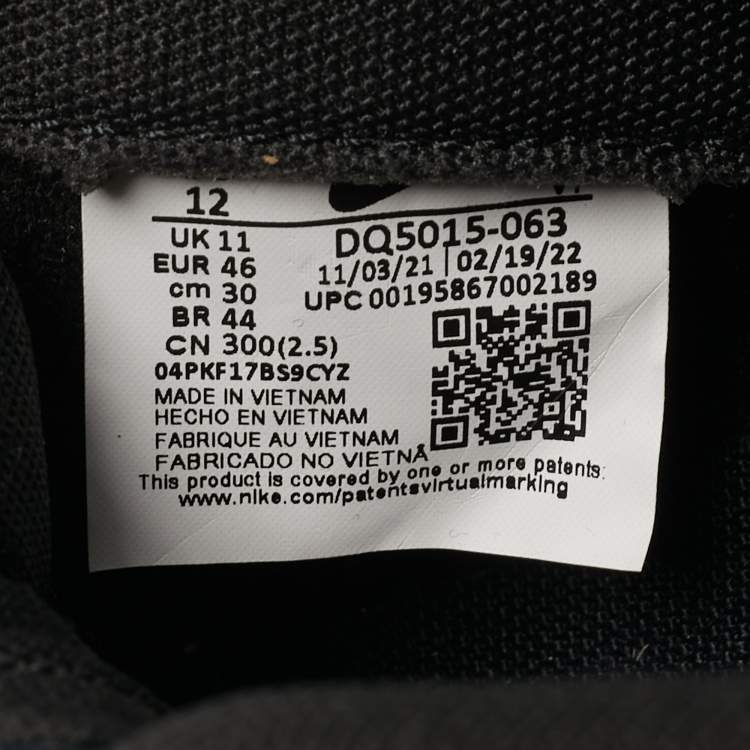 12
UK 11
EUR 46
cm 30
BR 44
CN 300(2.5)
DQ5015-063
11/03/21 | 02/19/22
UPC 00195867002189
04PKF17BS9CYZ
MADE IN VIETNAM
HECHO EN VIETNAM
FABRIQUE AU VIETNAM
FABRICADO NO VIETNÃ
This product is covered by one or more patents:
www.nike.com/patentsvirtualmarking